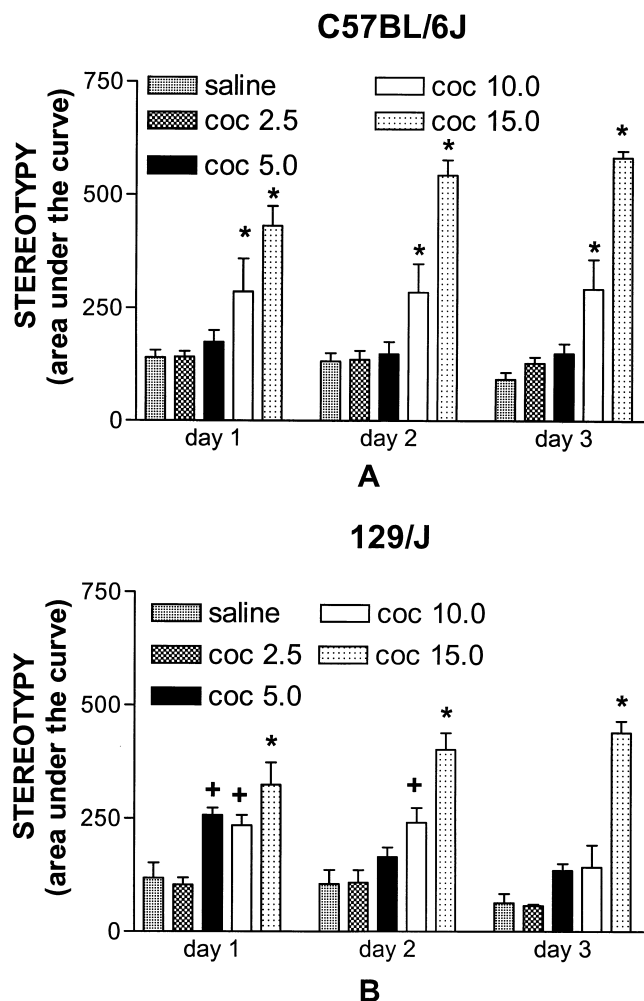 C57BL/6J
750
500
250
0
STEREOTYPY
(area under the curve)
saline
coc 2.5
coc 5.0
coc 10.0
coc 15.0
* *
* *
* *
day 1 day 2 day 3
A
129/J
750
500
250
0
STEREOTYPY
(area under the curve)
saline
coc 2.5
coc 5.0
coc 10.0
coc 15.0
+ + *
+ *
*
day 1 day 2 day 3
B